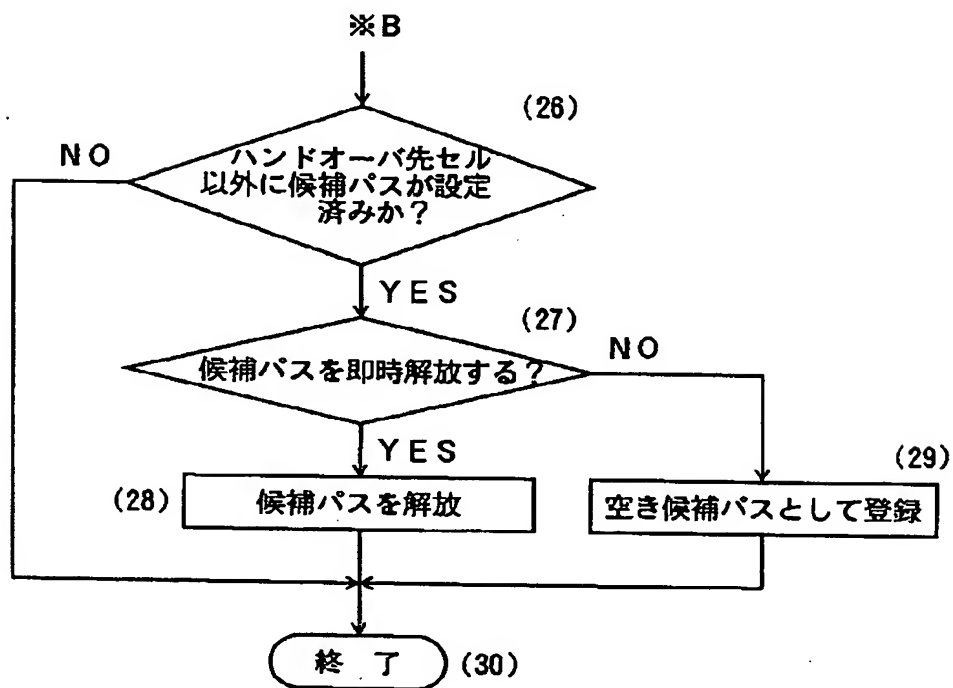 ※B
(26)
NO
ハンドオーバ先セル
以外に候補パスが設定
済みか？
YES
(27)
NO
候補パスを即時解放する？
YES
(29)
(28)
候補パスを解放
空き候補パスとして登録
終 了
(30)